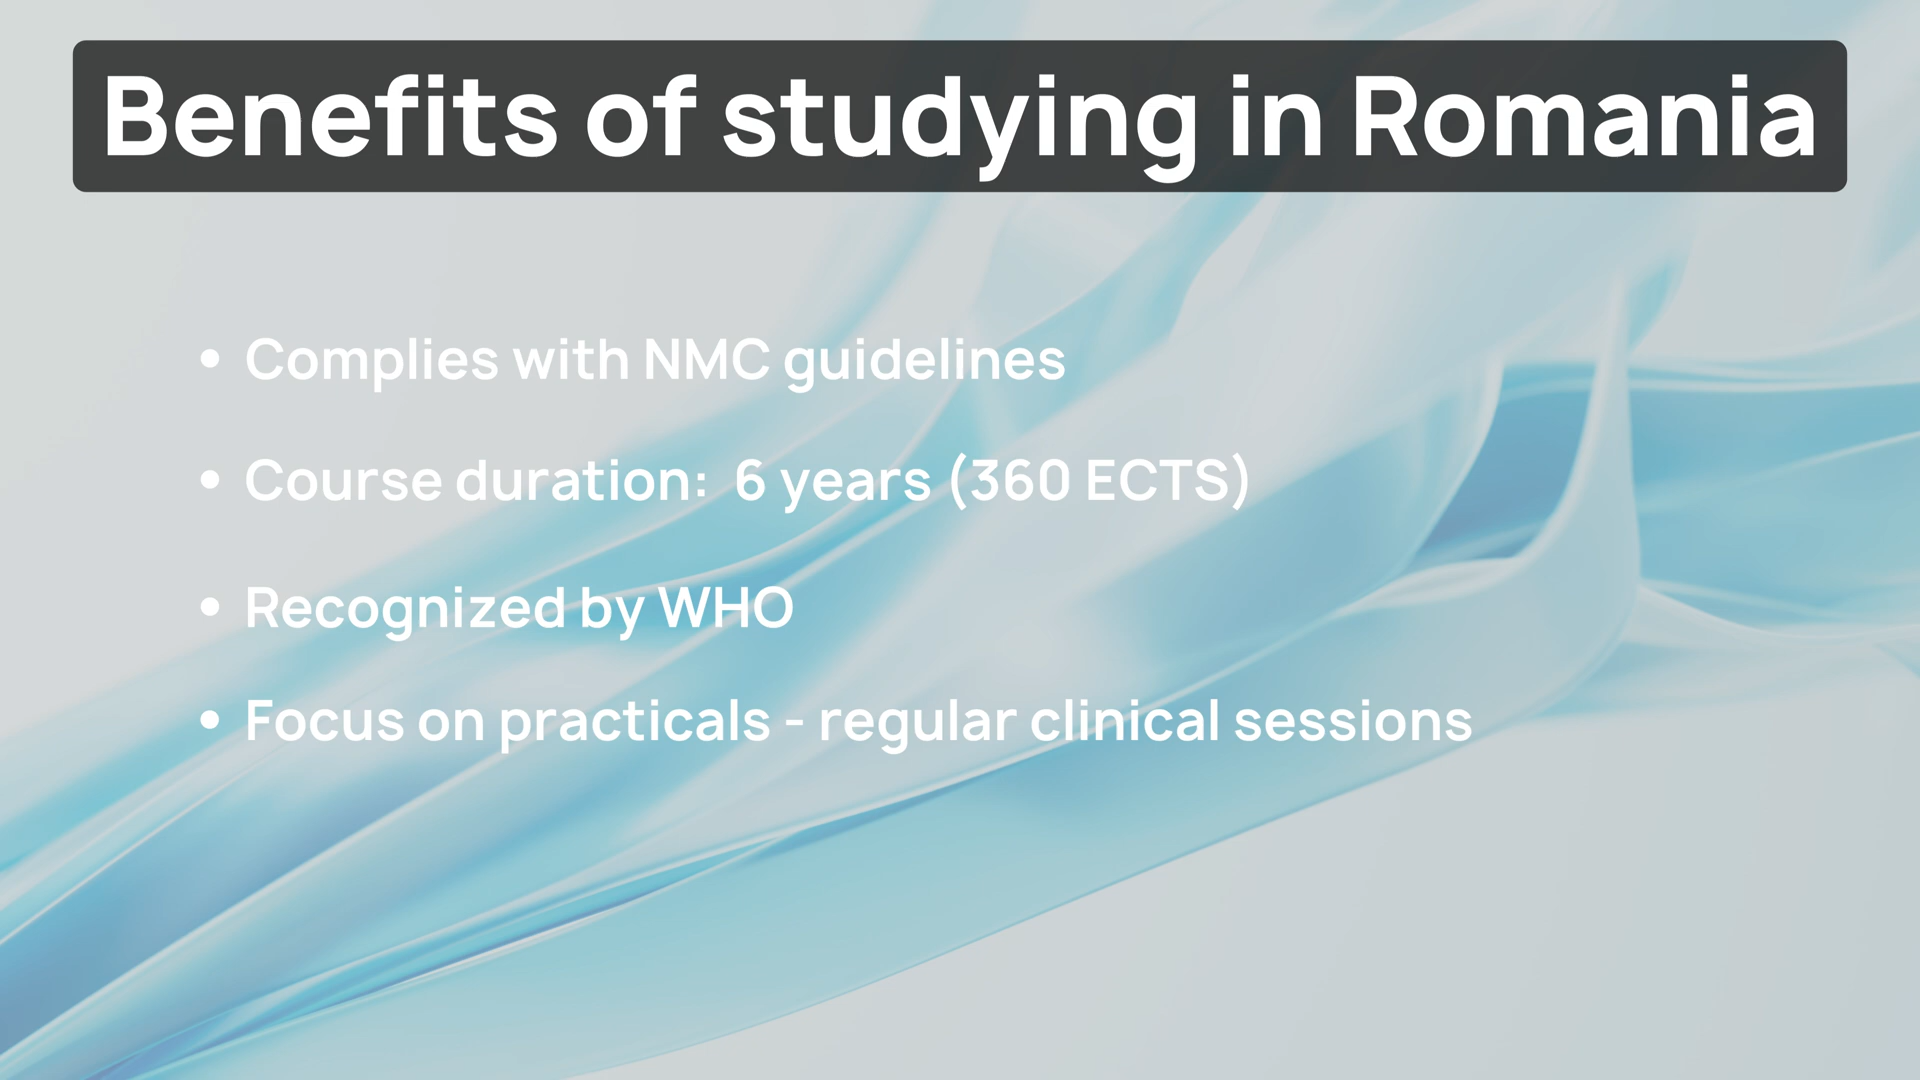 Benefits of studying in Romania
• Complies with NMC guidelines
• Course duration: 6 years (360 ECTS)
• Recognized by WHO
• Focus on practicals - regular clinical sessions